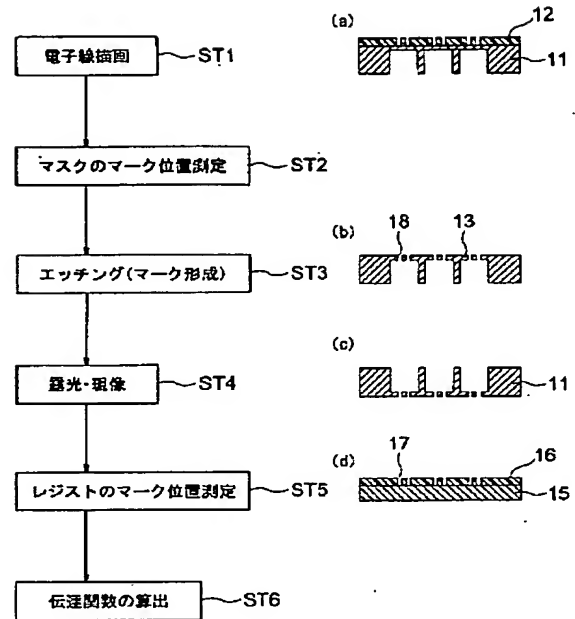 電子線描画
ST1
マスクのマーク位置測定
ST2
エッチング(マーク形成)
ST3
露光・現像
ST4
レジストのマーク位置測定
ST5
伝達関数の算出
ST6
(a)
12
11
(b)
18
13
(c)
11
(d)
17
16
15